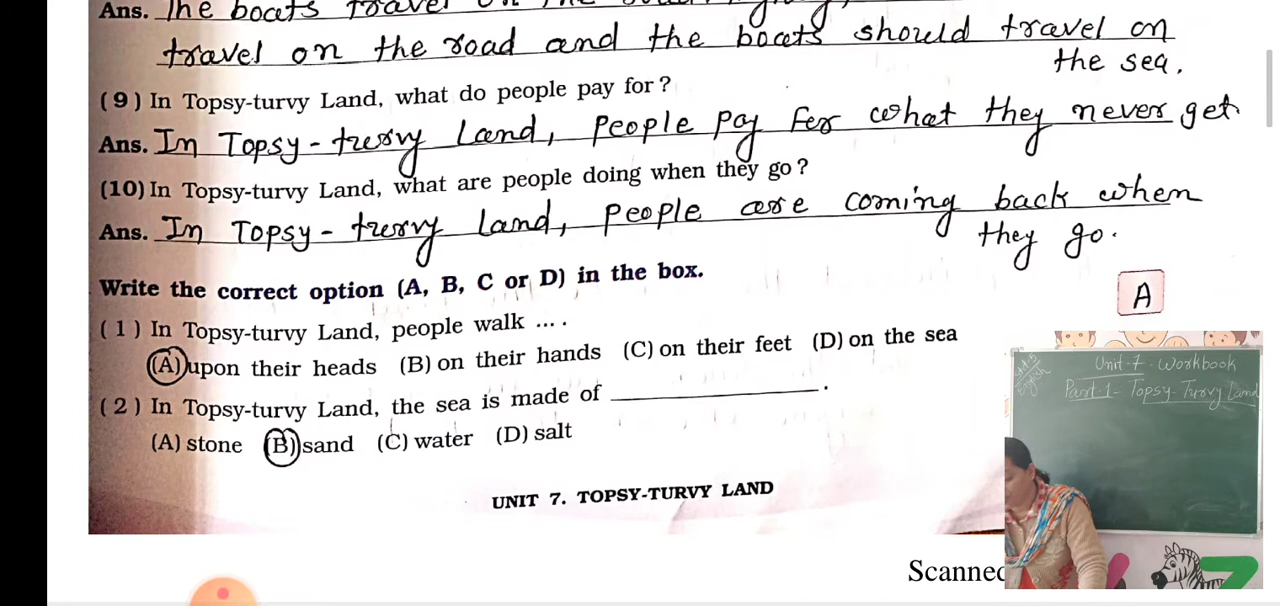 Ans. The boats travel on the
travel on the road and the boats should travel on
the sea.
(9) In Topsy-turvy Land, what do people pay for?
Ans. In Topsy-turvy Land, people pay for what they never get.
(10) In Topsy-turvy Land, what are people doing when they go?
Ans. In Topsy-turvy Land, people are coming back when
they go.
Write the correct option (A, B, C or D) in the box.
A
(1) In Topsy-turvy Land, people walk ....
(A) upon their heads (B) on their hands (C) on their feet (D) on the sea
(2) In Topsy-turvy Land, the sea is made of ____________.
(A) stone (B) sand (C) water (D) salt
UNIT 7. TOPSY-TURVY LAND
Scanned
Unit-7-Workbook
Part 1- Topsy-Turvy Land